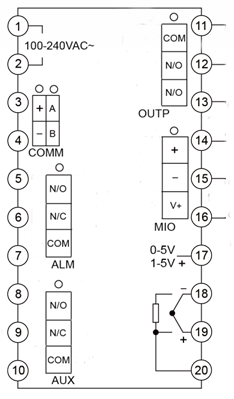 1
100-240VAC~
2
3
+ A
- B
4
COMM
5
N/O
6
N/C
7
COM
ALM
8
N/O
9
N/C
10
COM
AUX
11
COM
12
N/O
13
N/O
OUTP
14
+
15
-
16
V+
MIO
0-5V
17
1-5V +
18
-
19
+
20